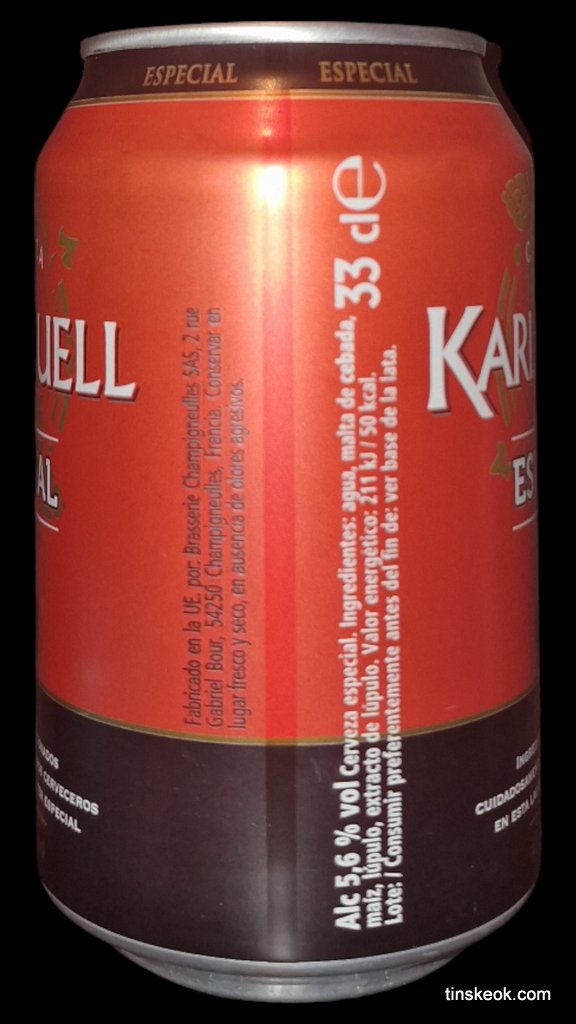 ESPECIAL ESPECIAL
UELL
AL
Fabricado en la UE, por: Brasserie Champigneulles SAS, 2 rue
Gabriel Bour, 54250 Champigneulles, Francia. Conservar en
lugar fresco y seco, en ausencia de olores agresivos.
Alc 5,6 % vol Cerveza especial. Ingredientes: agua, malta de cebada, 33 cl e
maíz, lúpulo, extracto de lúpulo. Valor energético: 211 kJ / 50 kcal.
Lote: / Consumir preferentemente antes del fin de: ver base de la lata.
KARL
ES
CERVECEROS
ESPECIAL
CUIDADOSAM
EN ESTA LA
tinskeok.com